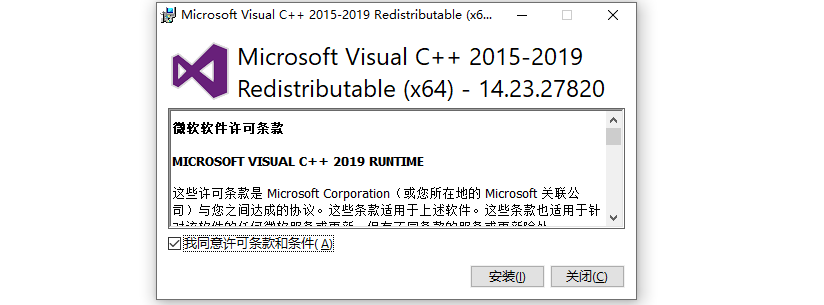 Microsoft Visual C++ 2015-2019 Redistributable (x6...
Microsoft Visual C++ 2015-2019
Redistributable (x64) - 14.23.27820
微软软件许可条款
MICROSOFT VISUAL C++ 2019 RUNTIME
这些许可条款是 Microsoft Corporation（或您所在地的 Microsoft 关联公
司）与您之间达成的协议。这些条款适用于上述软件。这些条款也适用于针
对该软件的任何微软服务或更新，但有不同条款的服务或更新除外
我同意许可条款和条件(A)
安装(I)
关闭(C)